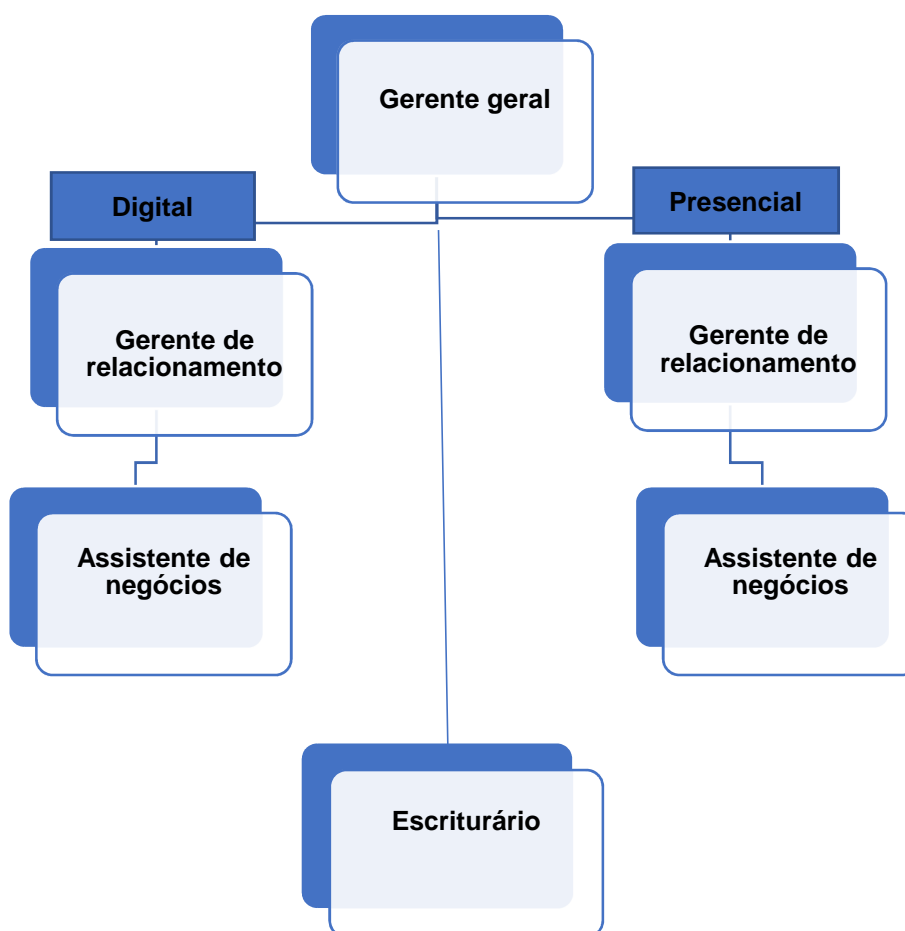 Gerente geral
Digital
Presencial
Gerente de
relacionamento
Gerente de
relacionamento
Assistente de
negócios
Assistente de
negócios
Escriturário